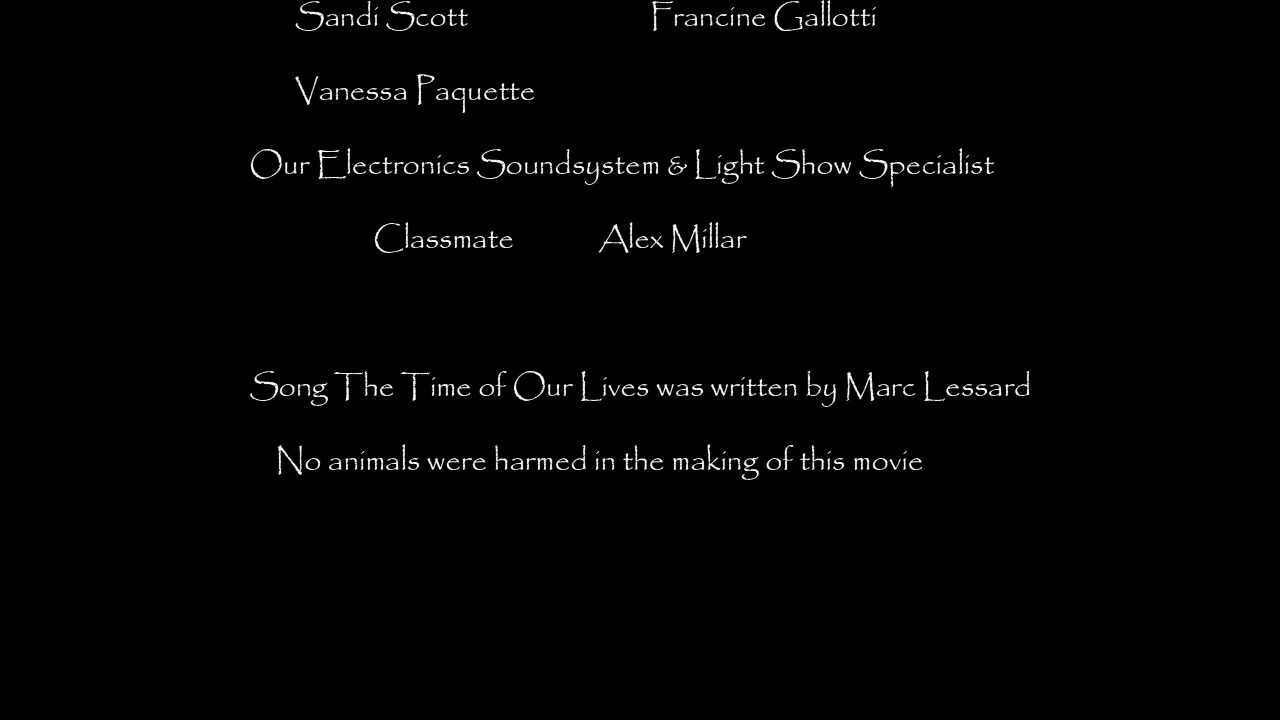 Sandi Scott Francine Gallotti
Vanessa Paquette
Our Electronics Soundsystem & Light Show Specialist
Classmate Alex Millar
Song The Time of Our Lives was written by Marc Lessard
No animals were harmed in the making of this movie